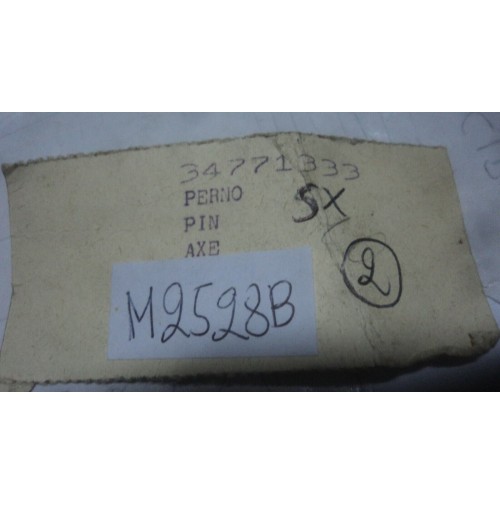 34771333
PERNO
SX
PIN
AXE
2
M2528B